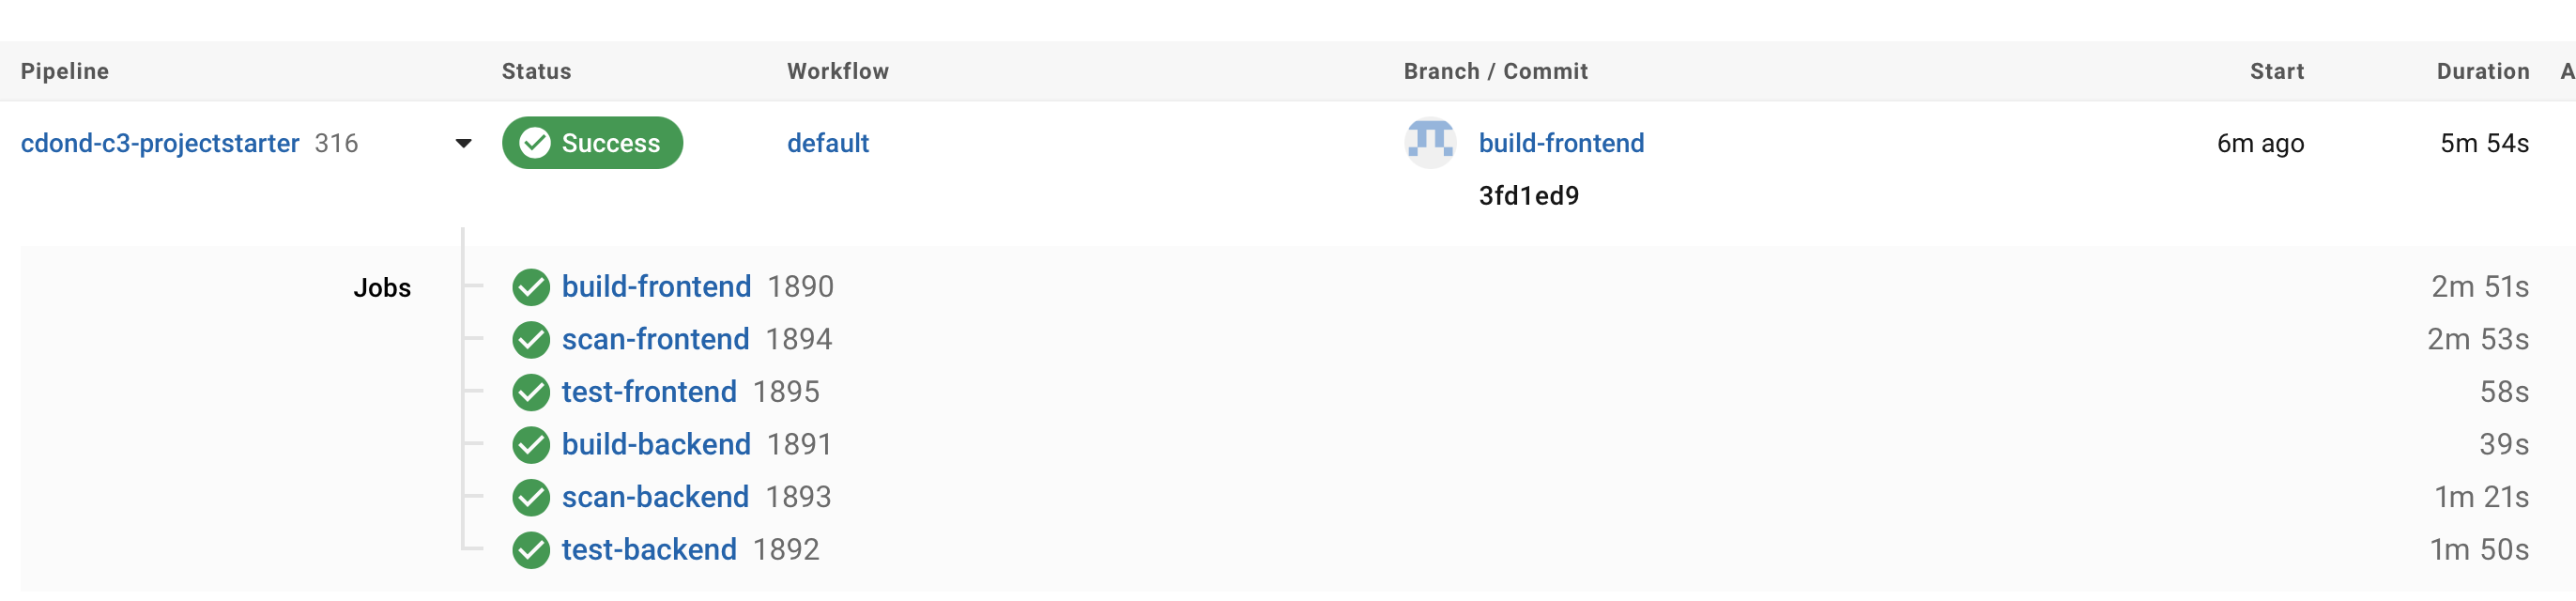 Pipeline Status Workflow Branch / Commit Start Duration A
cdond-c3-projectstarter 316 Success default build-frontend 6m ago 5m 54s
3fd1ed9
Jobs build-frontend 1890 2m 51s
scan-frontend 1894 2m 53s
test-frontend 1895 58s
build-backend 1891 39s
scan-backend 1893 1m 21s
test-backend 1892 1m 50s